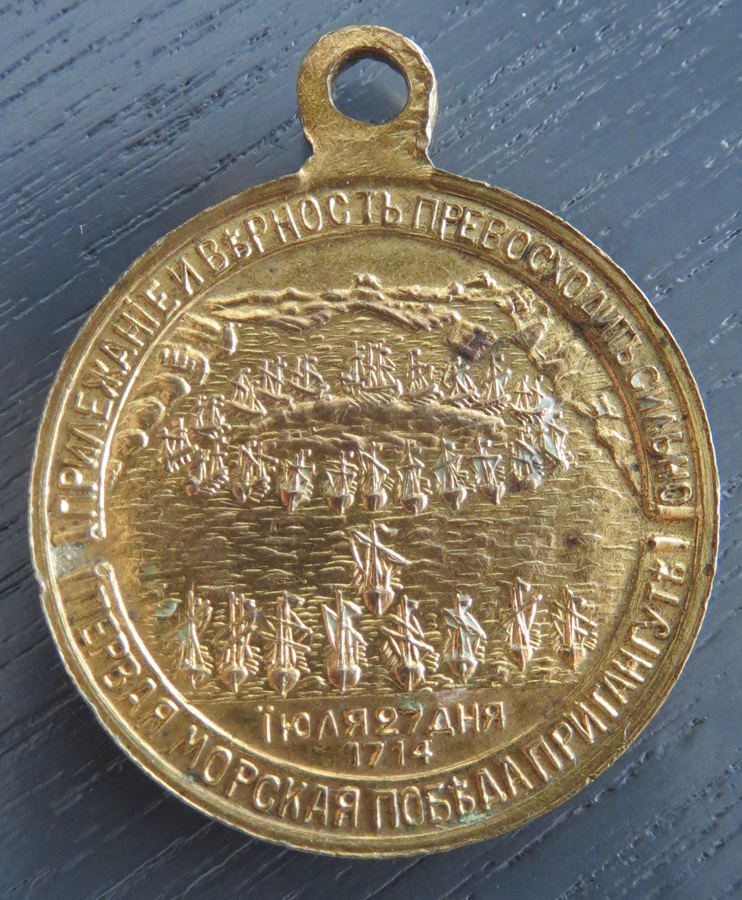 ПРИЛЕЖАНІЕ И ВѢРНОСТЬ ПРЕВОСХОДИТЪ СИЛЬНО
ПЕРВАЯ МОРСКАЯ ПОБѢДА ПРИ ГАНГУТѢ
ІЮЛЯ 27 ДНЯ
1714